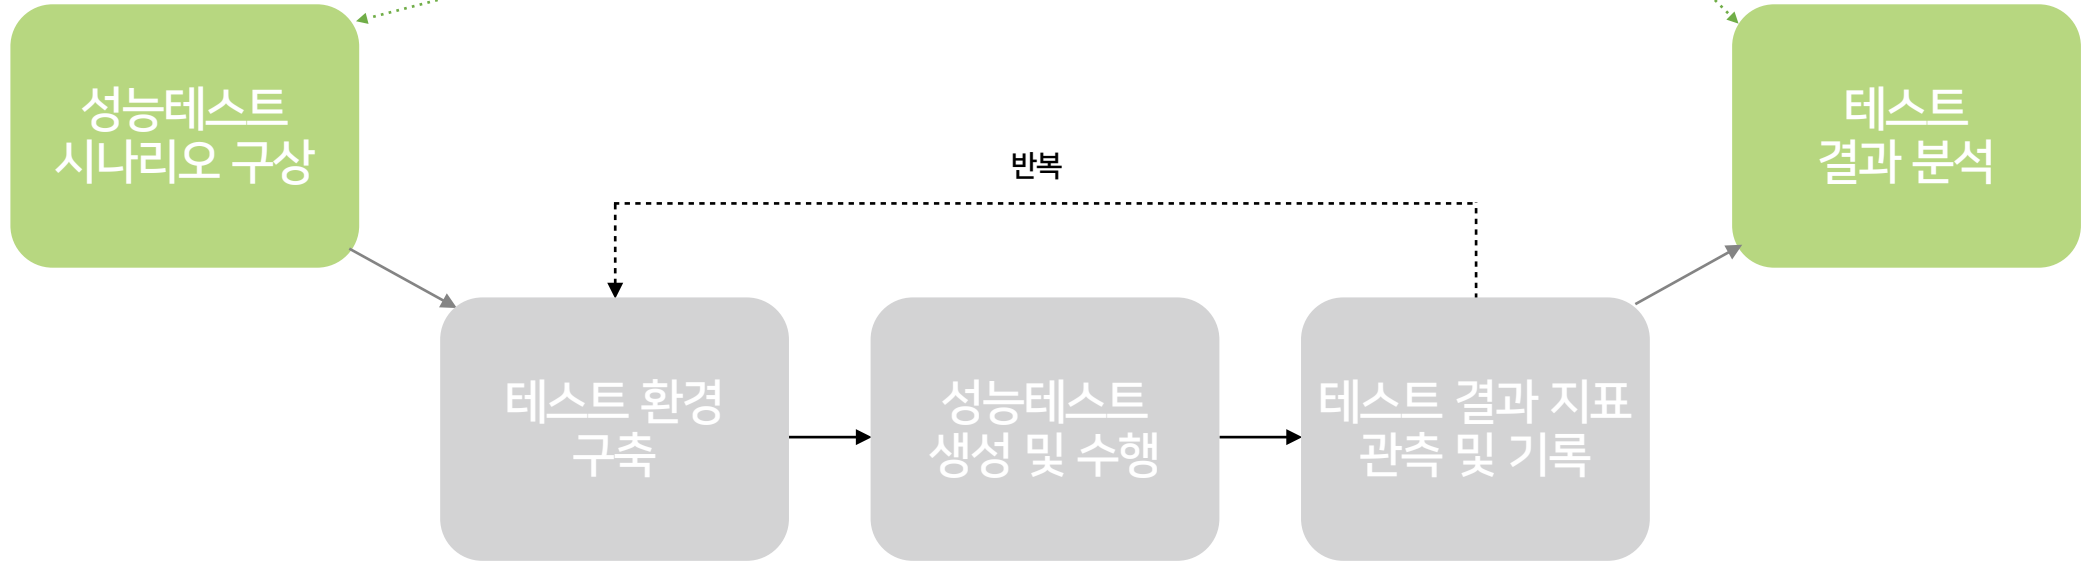 성능테스트
시나리오 구상
테스트
결과 분석
반복
테스트 환경
구축
성능테스트
생성 및 수행
테스트 결과 지표
관측 및 기록